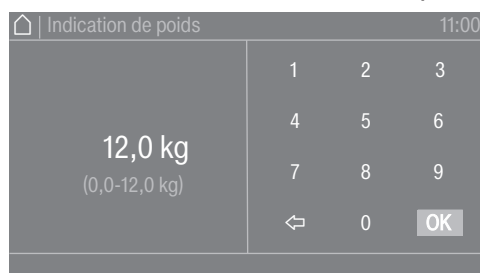 | Indication de poids 11:00
1 2 3
4 5 6
12,0 kg
7 8 9
(0,0-12,0 kg)
0 OK